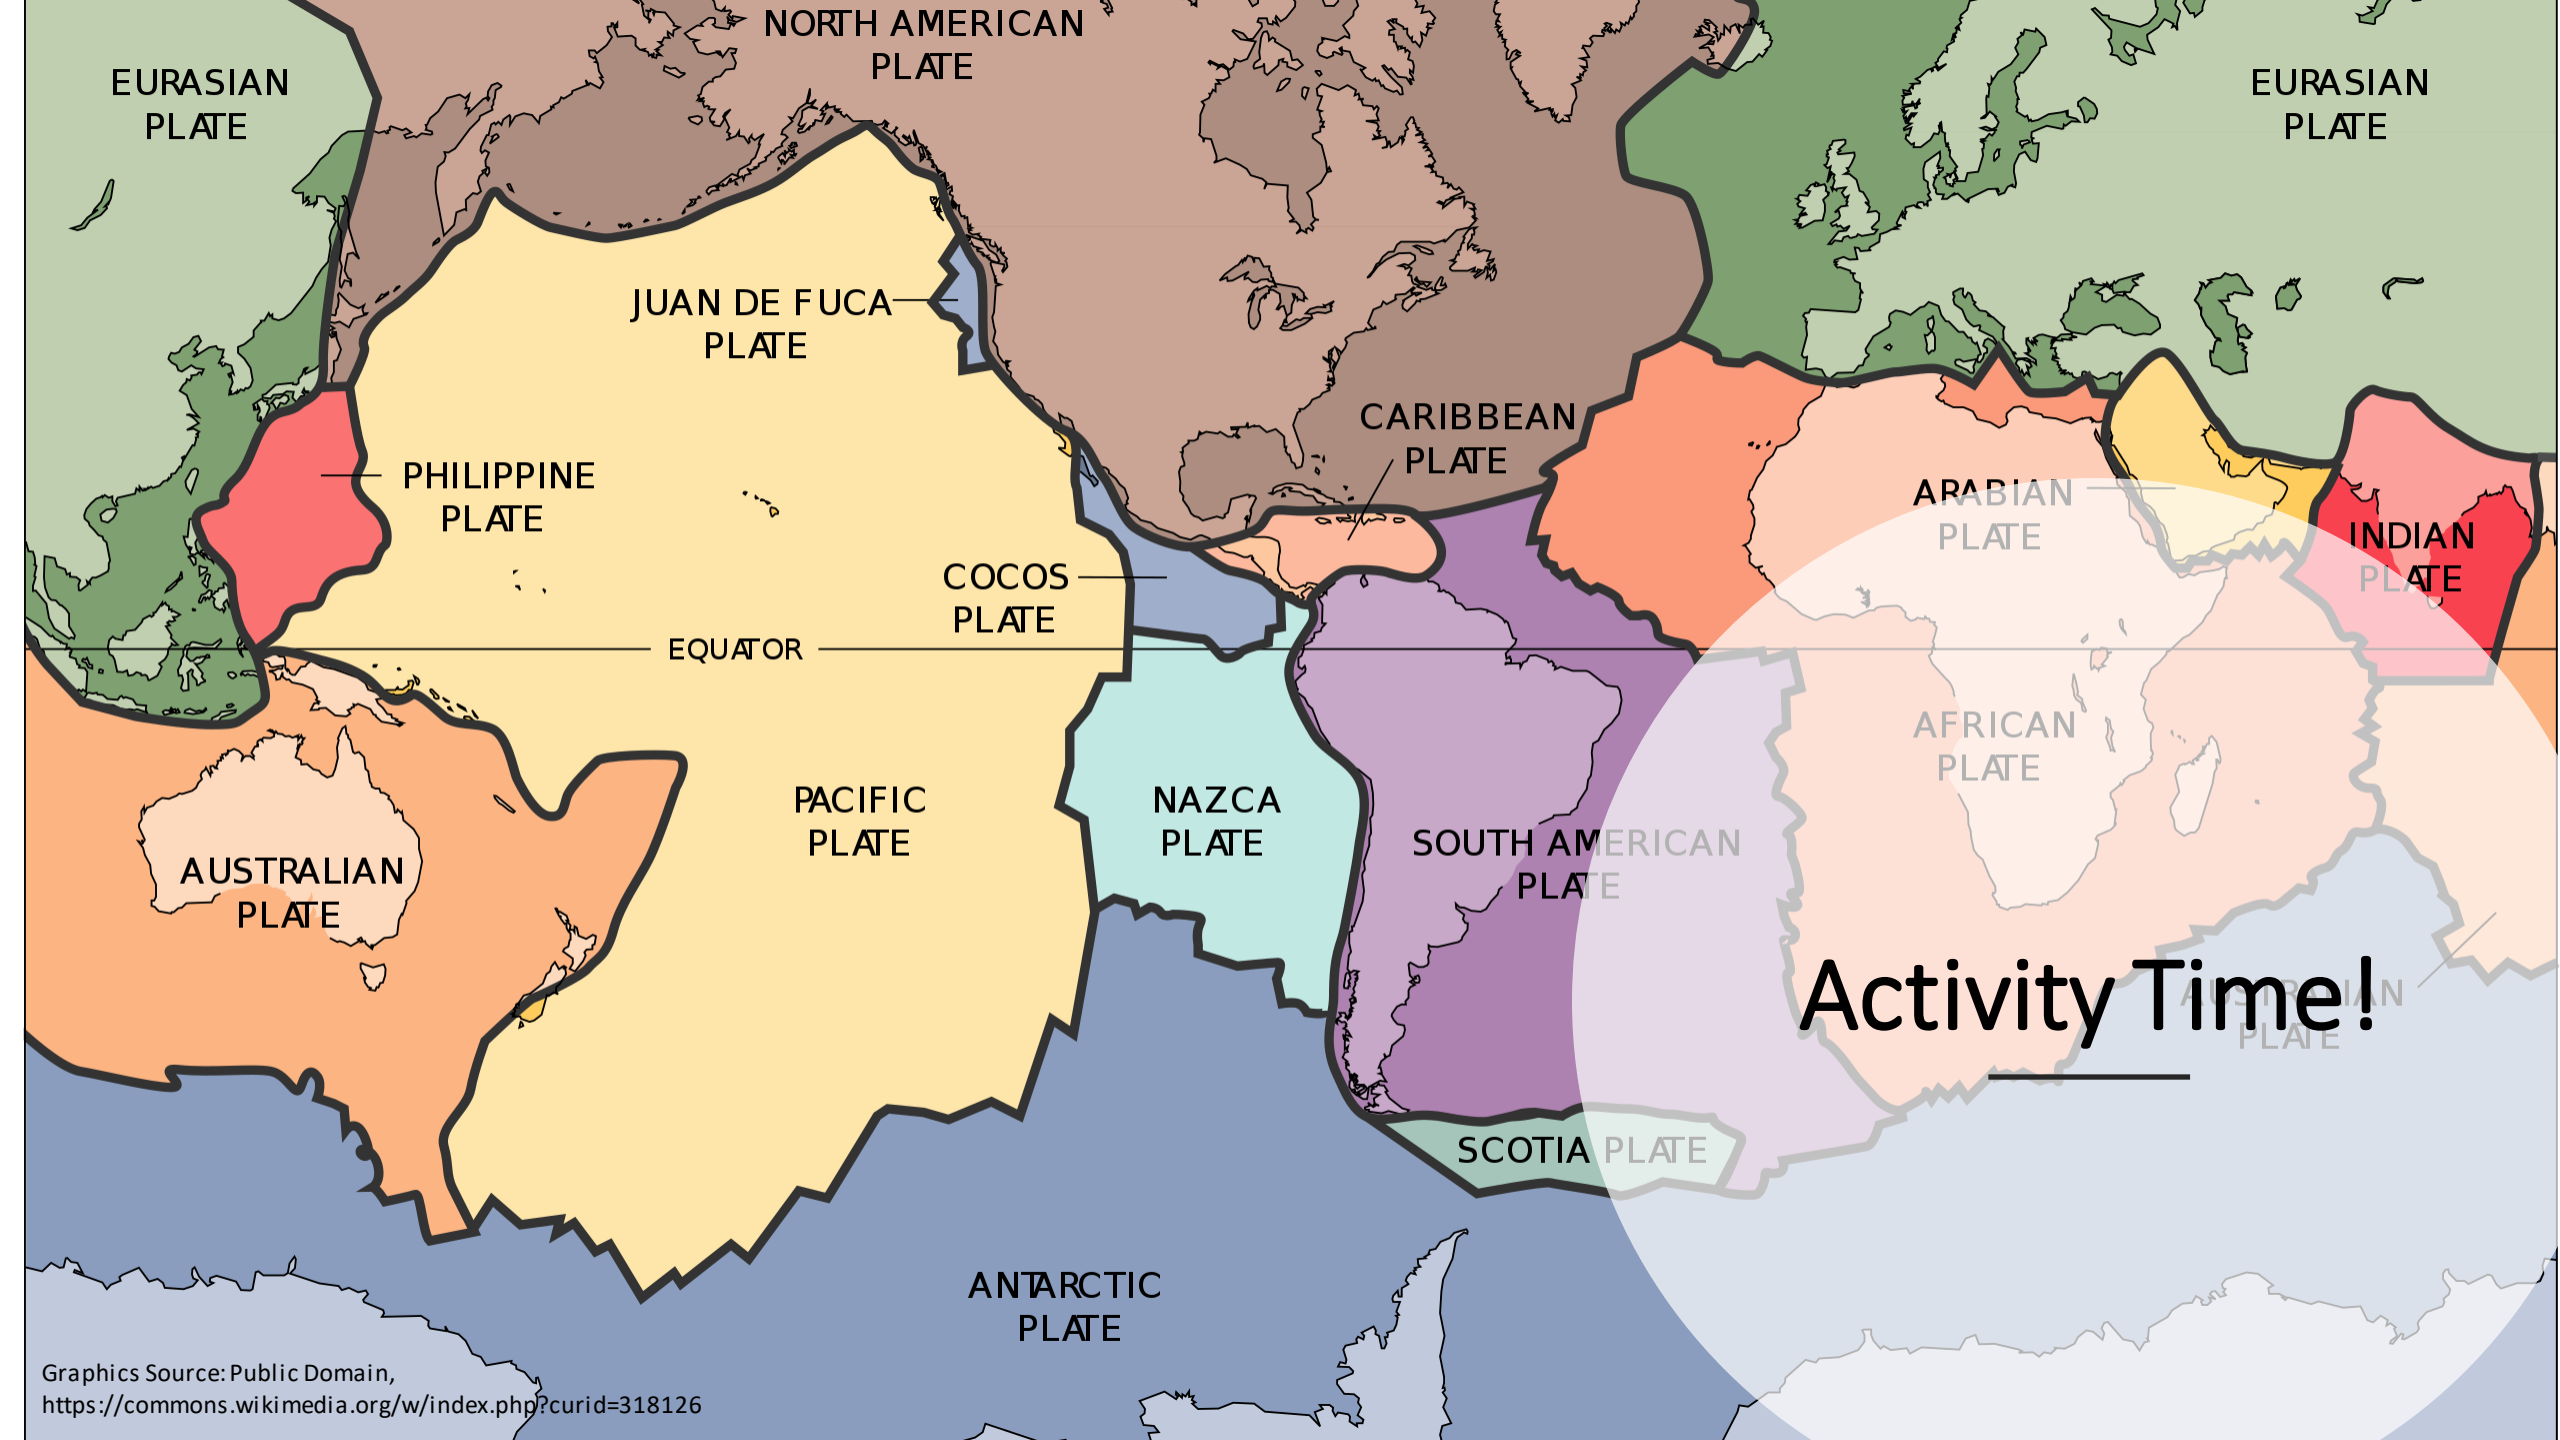 NORTH AMERICAN
PLATE
EURASIAN
PLATE
EURASIAN
PLATE
JUAN DE FUCA
PLATE
CARIBBEAN
PLATE
PHILIPPINE
PLATE
ARABIAN
PLATE
INDIAN
PLATE
COCOS
PLATE
EQUATOR
AFRICAN
PLATE
PACIFIC
PLATE
NAZCA
PLATE
SOUTH AMERICAN
PLATE
AUSTRALIAN
PLATE
Activity Time!
AUSTRALIAN
PLATE
SCOTIA PLATE
ANTARCTIC
PLATE
Graphics Source: Public Domain,
https://commons.wikimedia.org/w/index.php?curid=318126